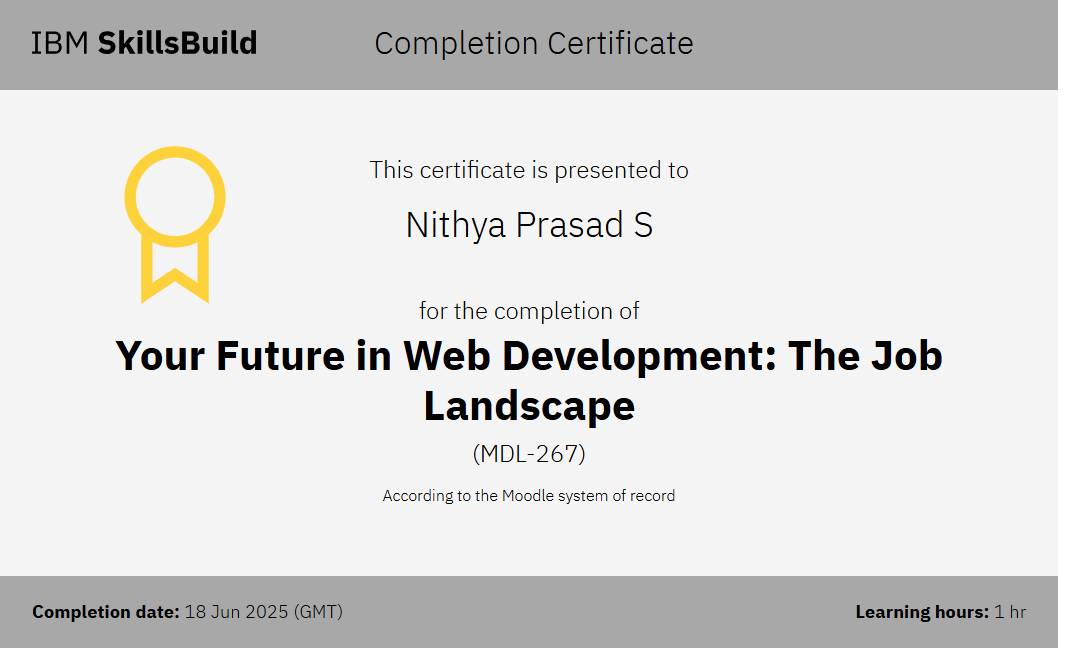 IBM SkillsBuild
Completion Certificate
This certificate is presented to
Nithya Prasad S
for the completion of
Your Future in Web Development: The Job
Landscape
(MDL-267)
According to the Moodle system of record
Completion date: 18 Jun 2025 (GMT)
Learning hours: 1 hr